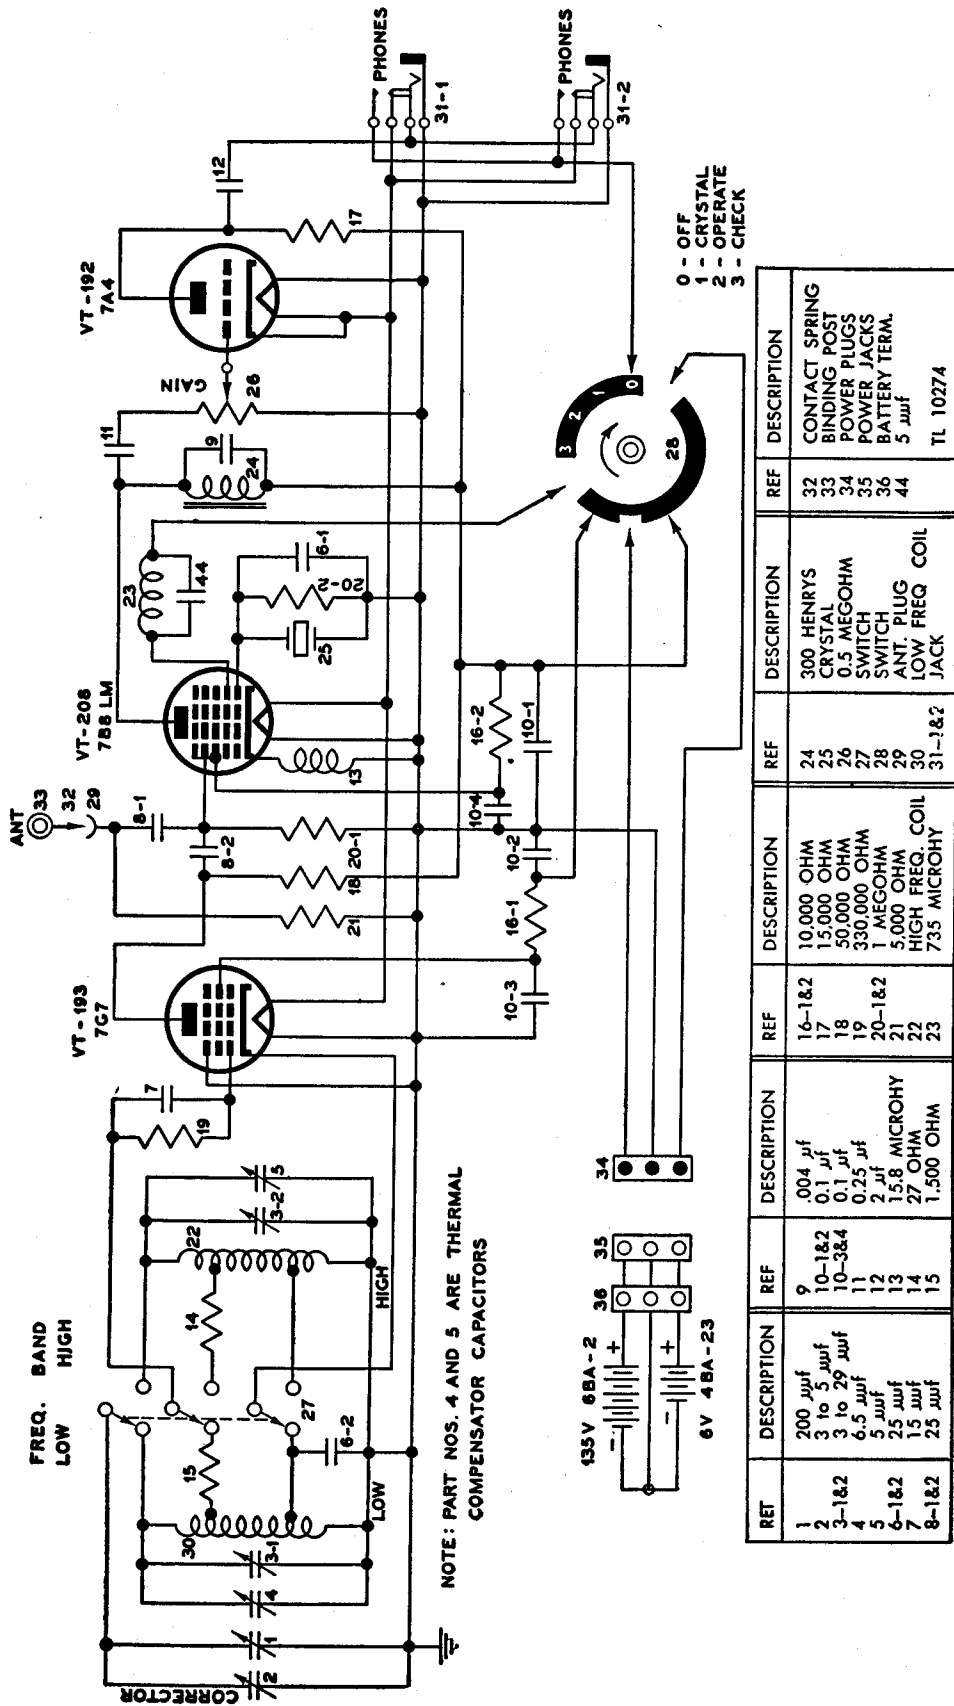 FREQ. BAND
LOW HIGH
CORRECTOR
2
1
4
3-1
30
15
LOW
6-2
27
14
HIGH
22
3-2
5
19
7
VT-193
7G7
ANT
33
32
29
8-1
8-2
21
18
20-1
VT-208
7B8 LM
13
23
44
25
20-2
6-1
11
9
24
GAIN
26
VT-192
7A4
12
17
PHONES
31-1
PHONES
31-2
10-3
16-1
10-2
10-4
16-2
10-1
NOTE: PART NOS. 4 AND 5 ARE THERMAL
COMPENSATOR CAPACITORS
135V 6BA-2
- +
6V 4BA-23
- +
36
35
34
3
2
1
0
28
0 - OFF
1 - CRYSTAL
2 - OPERATE
3 - CHECK
RET DESCRIPTION REF DESCRIPTION REF DESCRIPTION REF DESCRIPTION REF DESCRIPTION
1 200 µµf 9 .004 µf 16-1&2 10,000 OHM 24 300 HENRYS 32 CONTACT SPRING
2 3 to 5 µµf 10-1&2 0.1 µf 17 15,000 OHM 25 CRYSTAL 33 BINDING POST
3-1&2 3 to 29 µµf 10-3&4 0.1 µf 18 50,000 OHM 26 0.5 MEGOHM 34 POWER PLUGS
4 6.5 µµf 11 0.25 µf 19 330,000 OHM 27 SWITCH 35 POWER JACKS
5 5 µµf 12 2 µf 20-1&2 1 MEGOHM 28 SWITCH 36 BATTERY TERM.
6-1&2 25 µµf 13 15.8 MICROHY 21 5,000 OHM 29 ANT. PLUG 44 5 µµf
7 15 µµf 14 27 OHM 22 HIGH FREQ. COIL 30 LOW FREQ COIL
8-1&2 25 µµf 15 1,500 OHM 23 735 MICROHY 31-1&2 JACK TL 10274